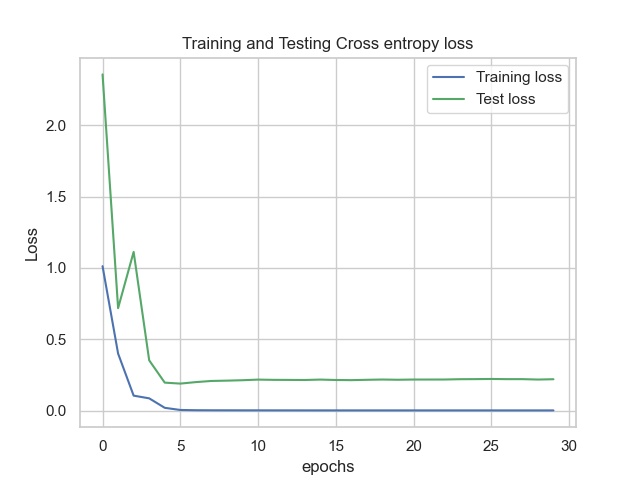 Training and Testing Cross entropy loss
Training loss
Test loss
2.0
1.5
1.0
0.5
0.0
Loss
0 5 10 15 20 25 30
epochs